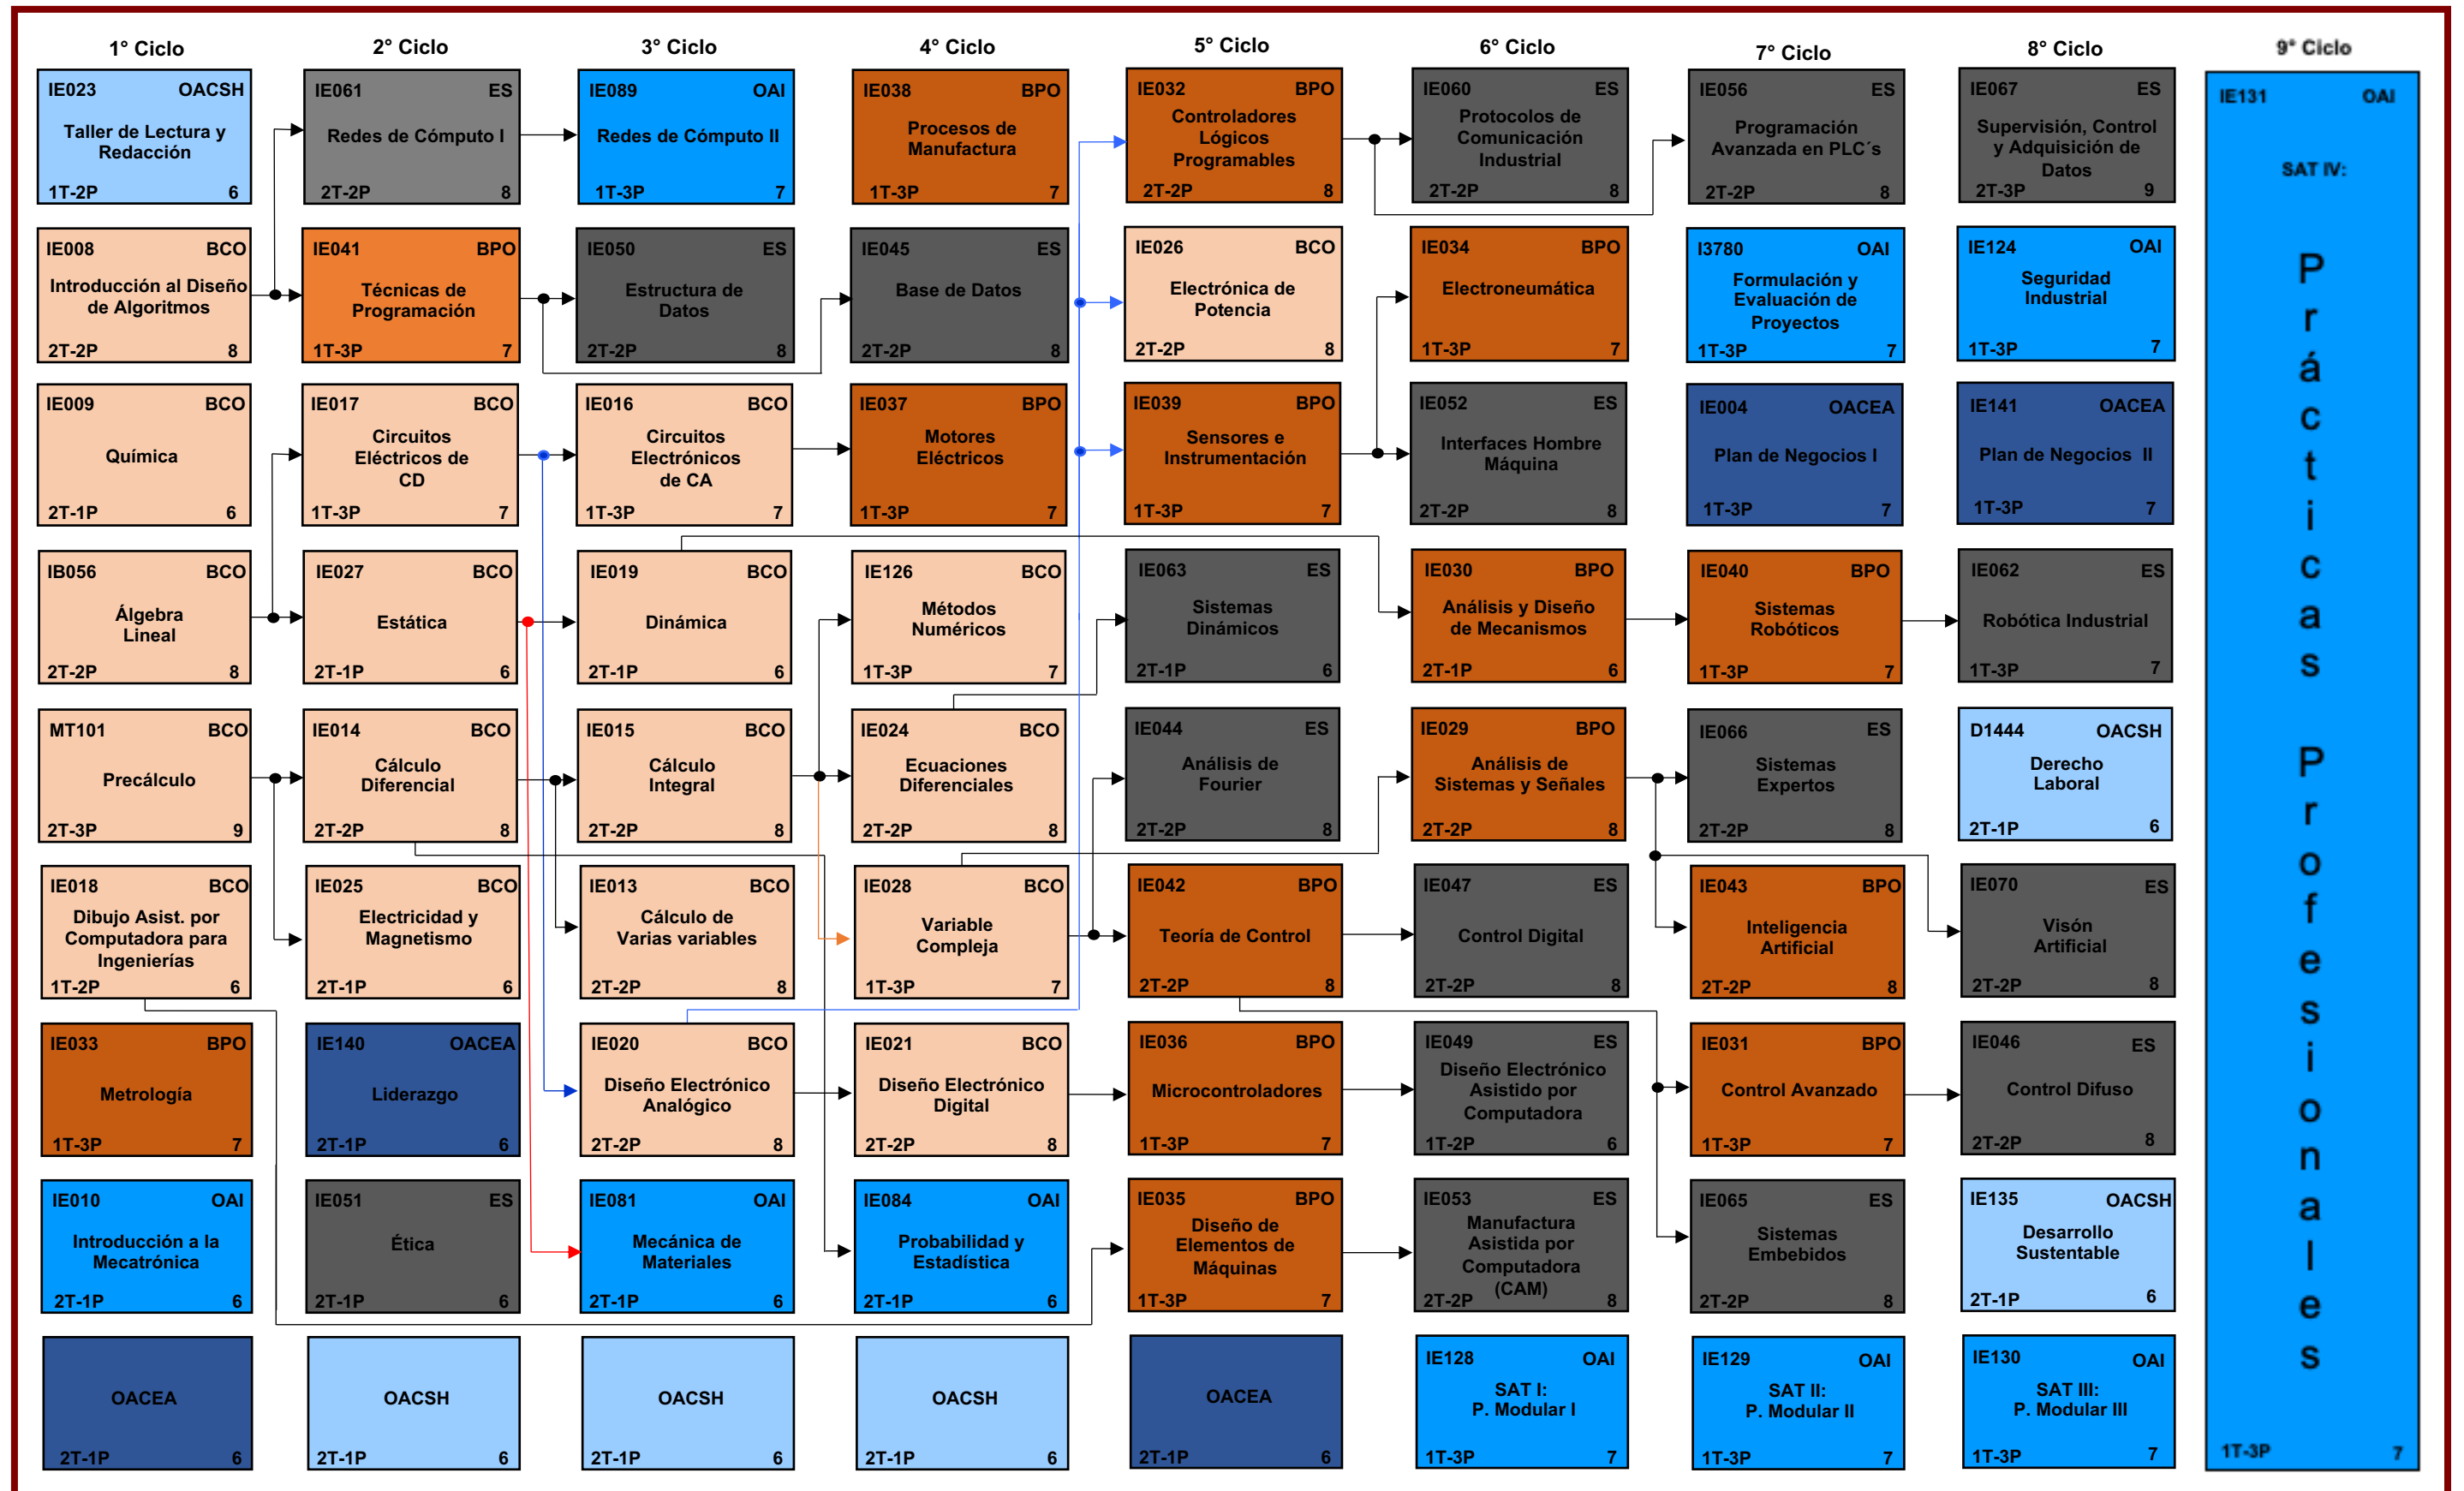 1° Ciclo
2° Ciclo
3° Ciclo
4° Ciclo
5° Ciclo
6° Ciclo
7° Ciclo
8° Ciclo
9° Ciclo
IE023 OACSH
Taller de Lectura y
Redacción
1T-2P 6
IE061 ES
Redes de Cómputo I
2T-2P 8
IE089 OAI
Redes de Cómputo II
1T-3P 7
IE038 BPO
Procesos de
Manufactura
1T-3P 7
IE032 BPO
Controladores
Lógicos
Programables
2T-2P 8
IE060 ES
Protocolos de
Comunicación
Industrial
2T-2P 8
IE056 ES
Programación
Avanzada en PLC´s
2T-2P 8
IE067 ES
Supervisión, Control
y Adquisición de
Datos
2T-3P 9
IE008 BCO
Introducción al Diseño
de Algoritmos
2T-2P 8
IE041 BPO
Técnicas de
Programación
1T-3P 7
IE050 ES
Estructura de
Datos
2T-2P 8
IE045 ES
Base de Datos
2T-2P 8
IE026 BCO
Electrónica de
Potencia
2T-2P 8
IE034 BPO
Electroneumática
1T-3P 7
I3780 OAI
Formulación y
Evaluación de
Proyectos
1T-3P 7
IE124 OAI
Seguridad
Industrial
1T-3P 7
IE009 BCO
Química
2T-1P 6
IE017 BCO
Circuitos
Eléctricos de
CD
1T-3P 7
IE016 BCO
Circuitos
Electrónicos
de CA
1T-3P 7
IE037 BPO
Motores
Eléctricos
1T-3P 7
IE039 BPO
Sensores e
Instrumentación
1T-3P 7
IE052 ES
Interfaces Hombre
Máquina
2T-2P 8
IE004 OACEA
Plan de Negocios I
1T-3P 7
IE141 OACEA
Plan de Negocios II
1T-3P 7
IB056 BCO
Álgebra
Lineal
2T-2P 8
IE027 BCO
Estática
2T-1P 6
IE019 BCO
Dinámica
2T-1P 6
IE126 BCO
Métodos
Numéricos
1T-3P 7
IE063 ES
Sistemas
Dinámicos
2T-1P 6
IE030 BPO
Análisis y Diseño
de Mecanismos
2T-1P 6
IE040 BPO
Sistemas
Robóticos
1T-3P 7
IE062 ES
Robótica Industrial
1T-3P 7
MT101 BCO
Precálculo
2T-3P 9
IE014 BCO
Cálculo
Diferencial
2T-2P 8
IE015 BCO
Cálculo
Integral
2T-2P 8
IE024 BCO
Ecuaciones
Diferenciales
2T-2P 8
IE044 ES
Análisis de
Fourier
2T-2P 8
IE029 BPO
Análisis de
Sistemas y Señales
2T-2P 8
IE066 ES
Sistemas
Expertos
2T-2P 8
D1444 OACSH
Derecho
Laboral
2T-1P 6
IE018 BCO
Dibujo Asist. por
Computadora para
Ingenierías
1T-2P 6
IE025 BCO
Electricidad y
Magnetismo
2T-1P 6
IE013 BCO
Cálculo de
Varias variables
2T-2P 8
IE028 BCO
Variable
Compleja
1T-3P 7
IE042 BPO
Teoría de Control
2T-2P 8
IE047 ES
Control Digital
2T-2P 8
IE043 BPO
Inteligencia
Artificial
2T-2P 8
IE070 ES
Visón
Artificial
2T-2P 8
IE033 BPO
Metrología
1T-3P 7
IE140 OACEA
Liderazgo
2T-1P 6
IE020 BCO
Diseño Electrónico
Analógico
2T-2P 8
IE021 BCO
Diseño Electrónico
Digital
2T-2P 8
IE036 BPO
Microcontroladores
1T-3P 7
IE049 ES
Diseño Electrónico
Asistido por
Computadora
1T-2P 6
IE031 BPO
Control Avanzado
1T-3P 7
IE046 ES
Control Difuso
2T-2P 8
IE010 OAI
Introducción a la
Mecatrónica
2T-1P 6
IE051 ES
Ética
2T-1P 6
IE081 OAI
Mecánica de
Materiales
2T-1P 6
IE084 OAI
Probabilidad y
Estadística
2T-1P 6
IE035 BPO
Diseño de
Elementos de
Máquinas
1T-3P 7
IE053 ES
Manufactura
Asistida por
Computadora
(CAM)
2T-2P 8
IE065 ES
Sistemas
Embebidos
2T-2P 8
IE135 OACSH
Desarrollo
Sustentable
2T-1P 6
OACEA
2T-1P 6
OACSH
2T-1P 6
OACSH
2T-1P 6
OACSH
2T-1P 6
OACEA
2T-1P 6
IE128 OAI
SAT I:
P. Modular I
1T-3P 7
IE129 OAI
SAT II:
P. Modular II
1T-3P 7
IE130 OAI
SAT III:
P. Modular III
1T-3P 7
IE131 OAI
SAT IV:
Prácticas Profesionales
1T-3P 7